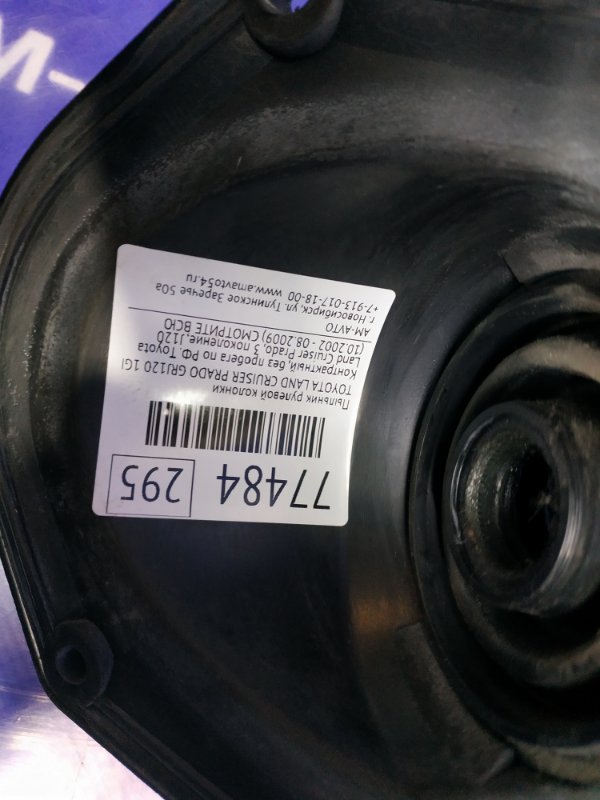 77484 295
Пыльник рулевой колонки
TOYOTA LAND CRUISER PRADO GRJ120 1GI
Контрактный, без пробега по РФ, Toyota
Land Cruiser Prado, 3 поколение, J120
(10.2002 - 08.2009) СМОТРИТЕ ВСЮ
АМ-АVТО
г. Новосибирск, ул. Тулинское Заречье 50а
+7-913-017-18-00 www.amavto54.ru